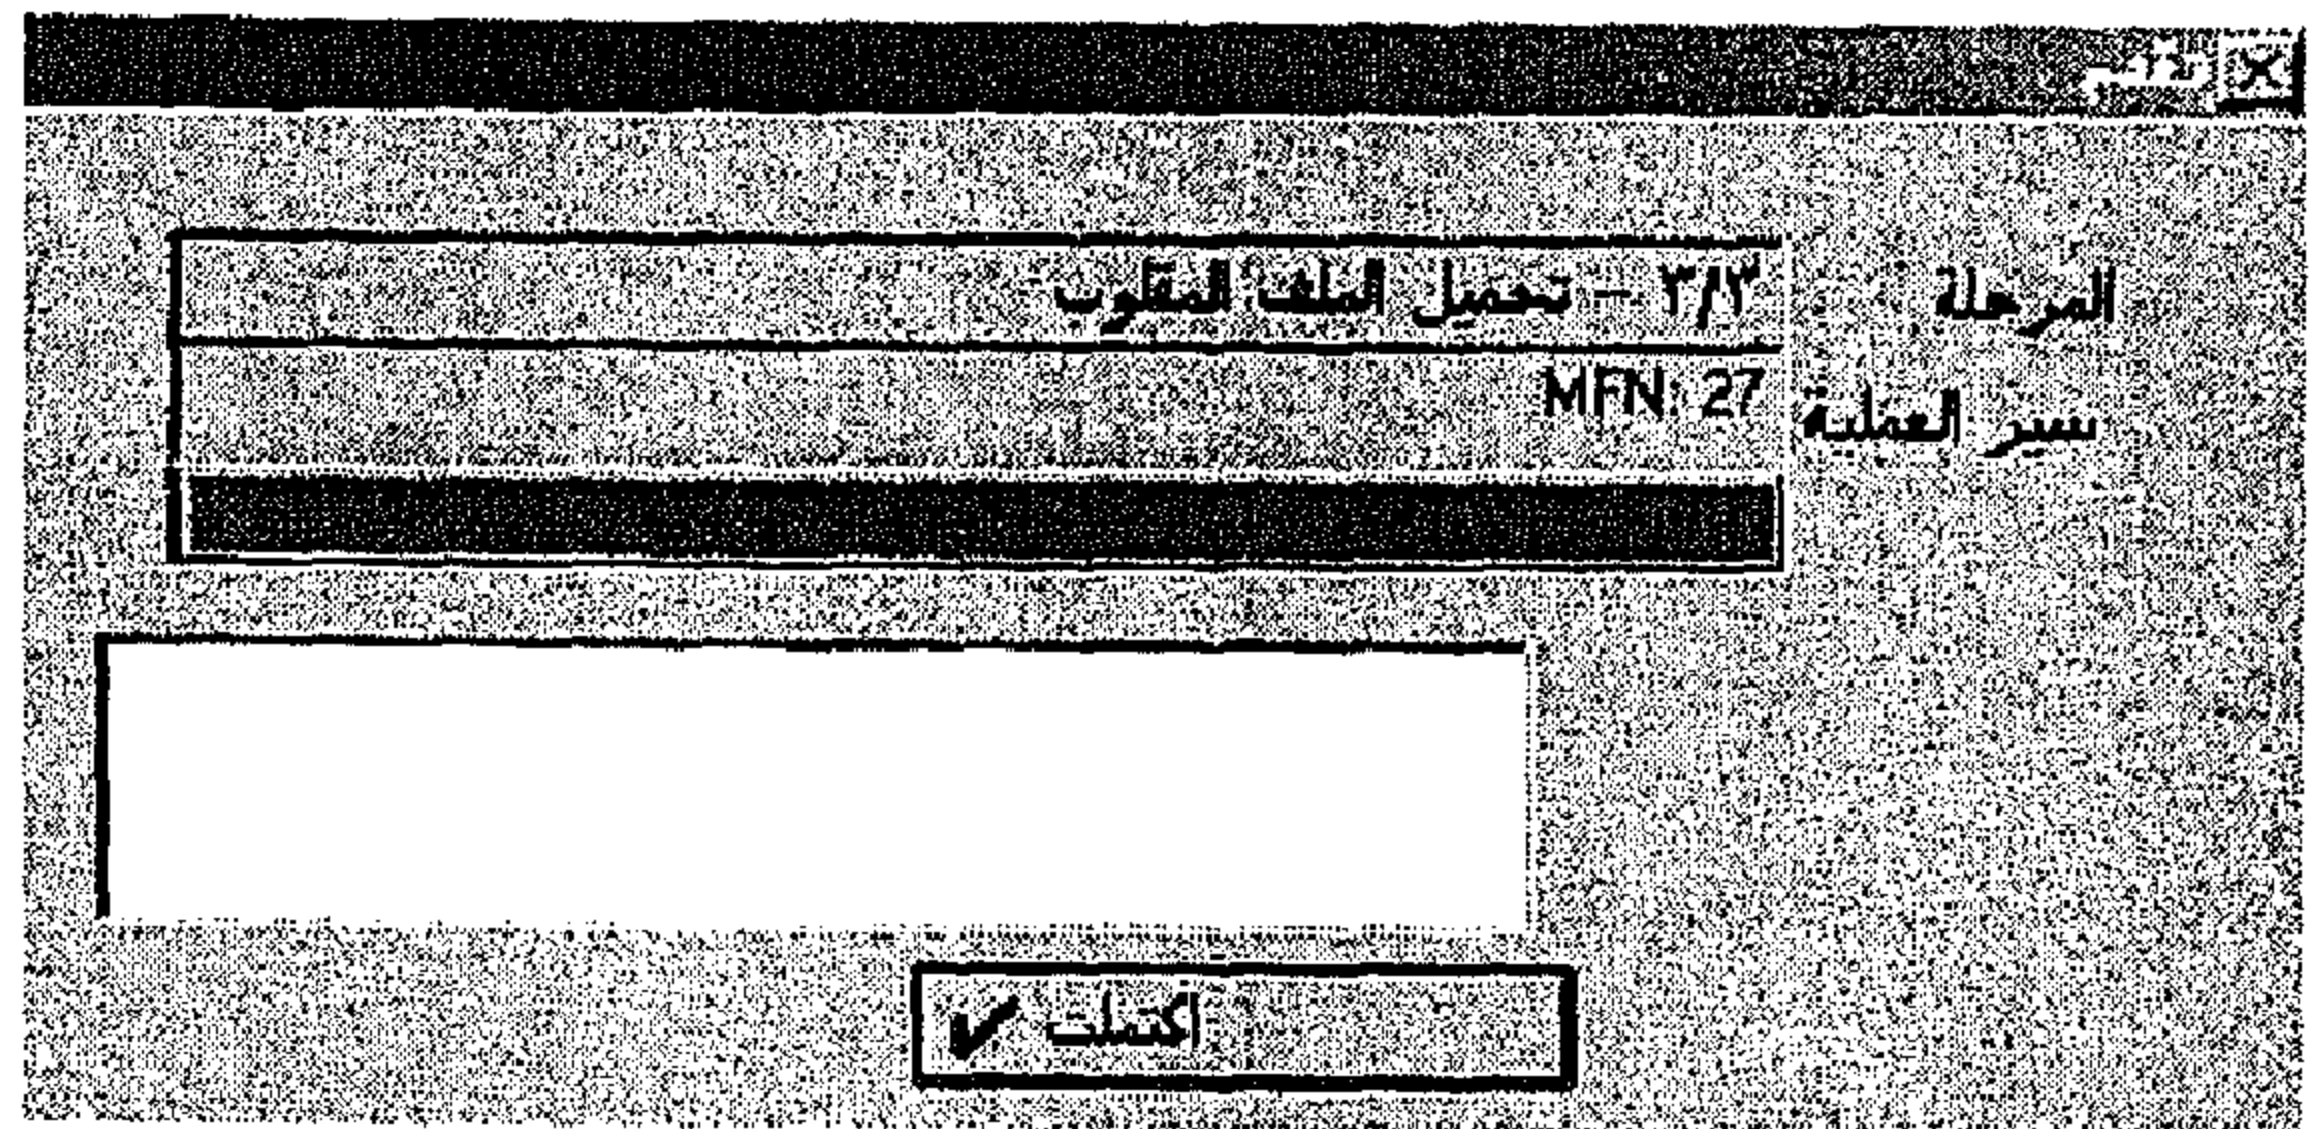 المرحلة ٣/٣ - تحميل الملف المقلوب
سير العملية MFN: 27
اكتملت